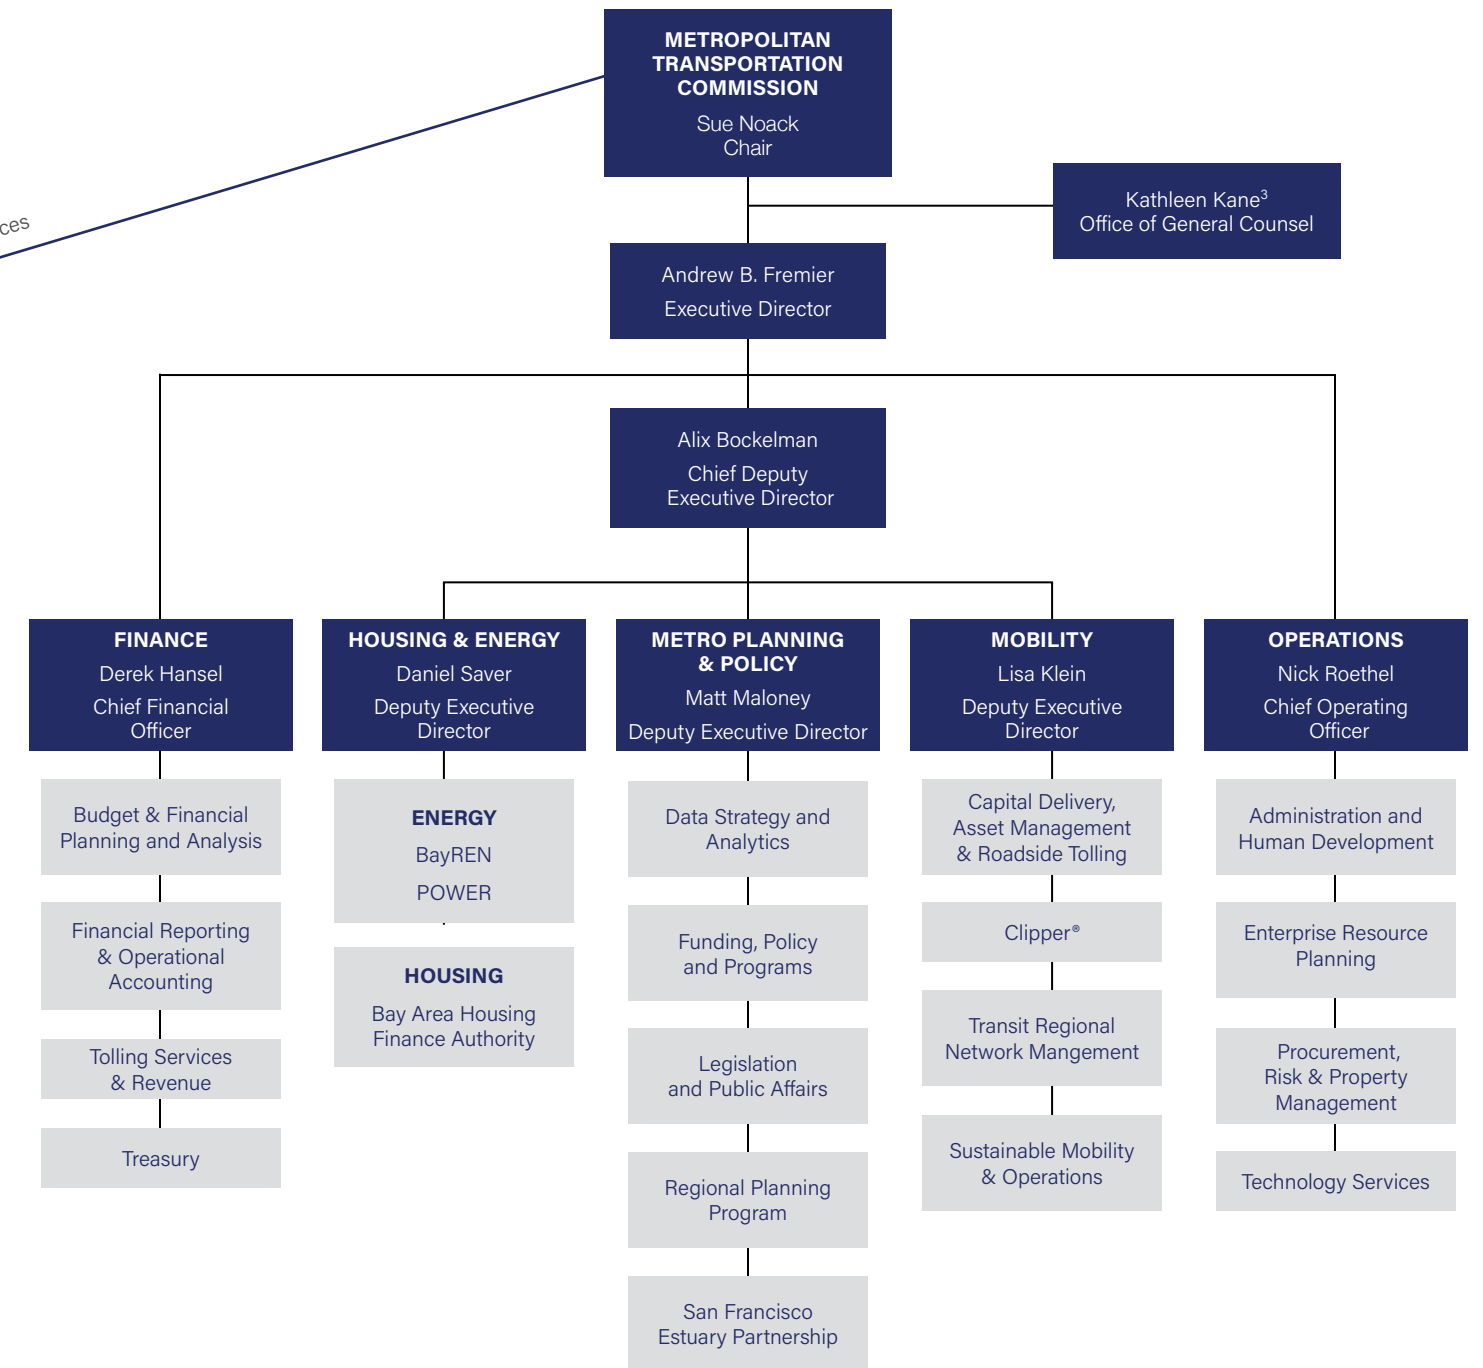 METROPOLITAN
TRANSPORTATION
COMMISSION
Sue Noack
Chair
Kathleen Kane³
Office of General Counsel
Andrew B. Fremier
Executive Director
Alix Bockelman
Chief Deputy
Executive Director
FINANCE
Derek Hansel
Chief Financial
Officer
Budget & Financial
Planning and Analysis
Financial Reporting
& Operational
Accounting
Tolling Services
& Revenue
Treasury
HOUSING & ENERGY
Daniel Saver
Deputy Executive
Director
ENERGY
BayREN
POWER
HOUSING
Bay Area Housing
Finance Authority
METRO PLANNING
& POLICY
Matt Maloney
Deputy Executive Director
Data Strategy and
Analytics
Funding, Policy
and Programs
Legislation
and Public Affairs
Regional Planning
Program
San Francisco
Estuary Partnership
MOBILITY
Lisa Klein
Deputy Executive
Director
Capital Delivery,
Asset Management
& Roadside Tolling
Clipper®
Transit Regional
Network Mangement
Sustainable Mobility
& Operations
OPERATIONS
Nick Roethel
Chief Operating
Officer
Administration and
Human Development
Enterprise Resource
Planning
Procurement,
Risk & Property
Management
Technology Services